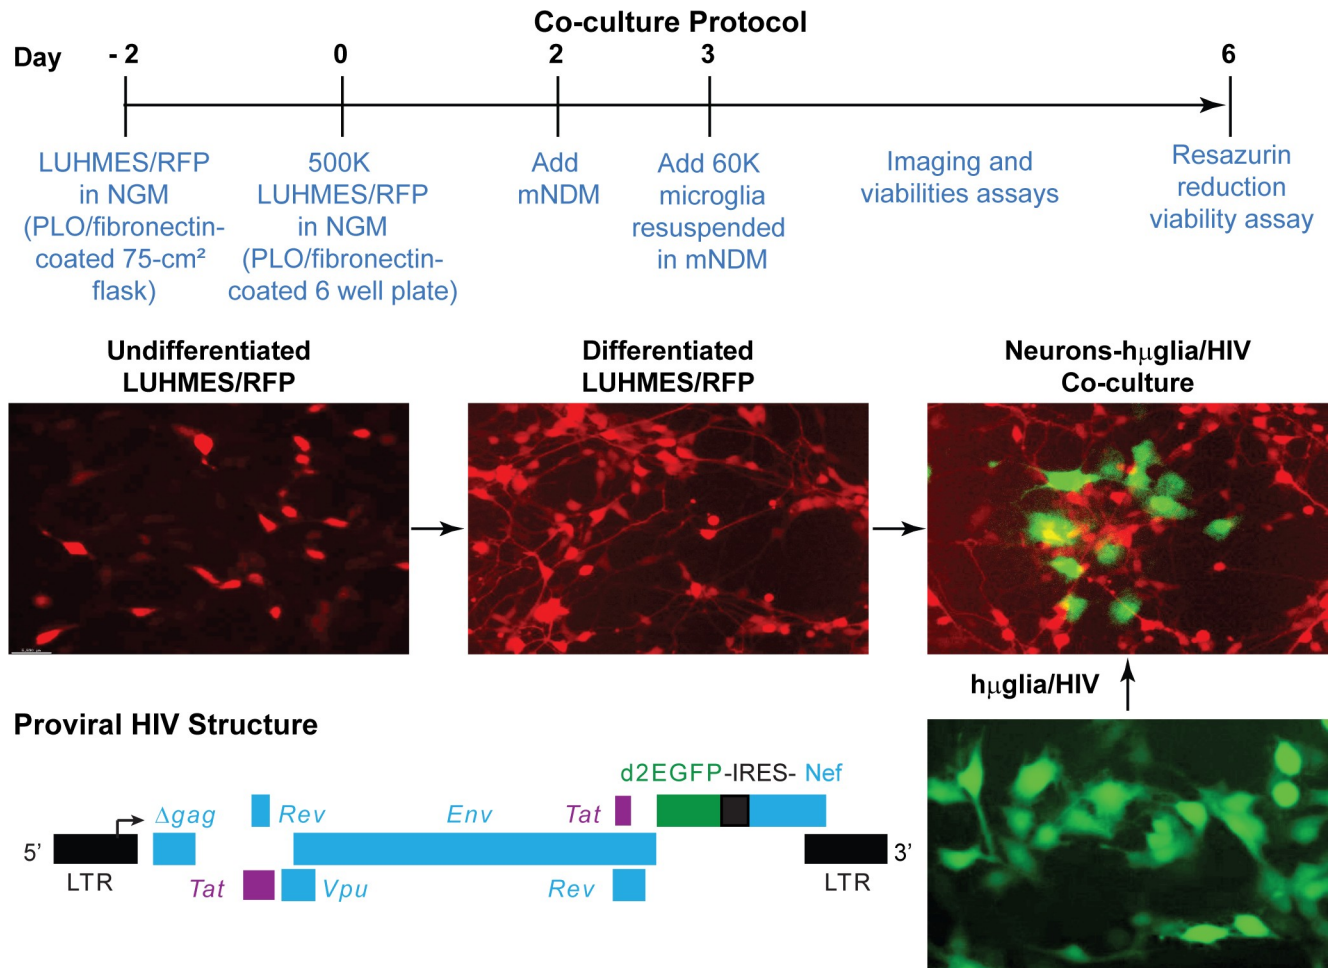 Co-culture Protocol
Day - 2 0 2 3 6
LUHMES/RFP
in NGM
(PLO/fibronectin-
coated 75-cm²
flask)
500K
LUHMES/RFP
in NGM
(PLO/fibronectin-
coated 6 well plate)
Add
mNDM
Add 60K
microglia
resuspended
in mNDM
Imaging and
viabilities assays
Resazurin
reduction
viability assay
Undifferentiated
LUHMES/RFP
Differentiated
LUHMES/RFP
Neurons-hμglia/HIV
Co-culture
hμglia/HIV
Proviral HIV Structure
d2EGFP-IRES- Nef
Δgag Rev Env Tat
5’ 3’
LTR LTR
Tat Vpu Rev